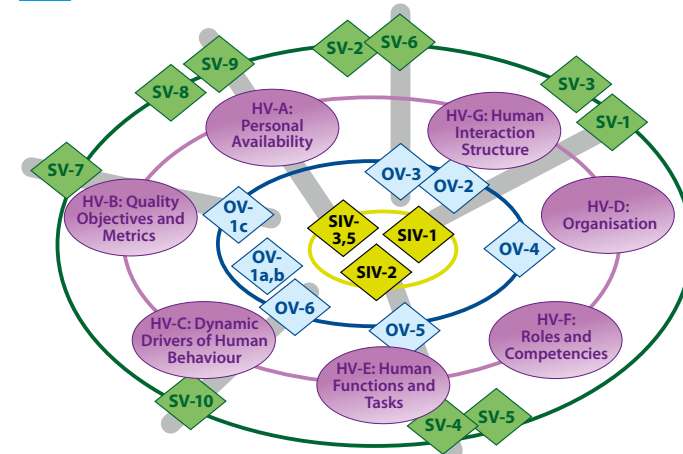 SV-6
SV-2
SV-9
SV-3
SV-8
SV-1
HV-A:
Personal
Availability
HV-G: Human
Interaction
Structure
SV-7
OV-3
OV-2
HV-B: Quality
Objectives and
Metrics
OV-
1c
SIV-
3,5
SIV-1
HV-D:
Organisation
OV-4
OV-
1a,b
SIV-2
OV-6
OV-5
HV-C: Dynamic
Drivers of Human
Behaviour
HV-F:
Roles and
Competencies
HV-E: Human
Functions and
Tasks
SV-10
SV-4
SV-5